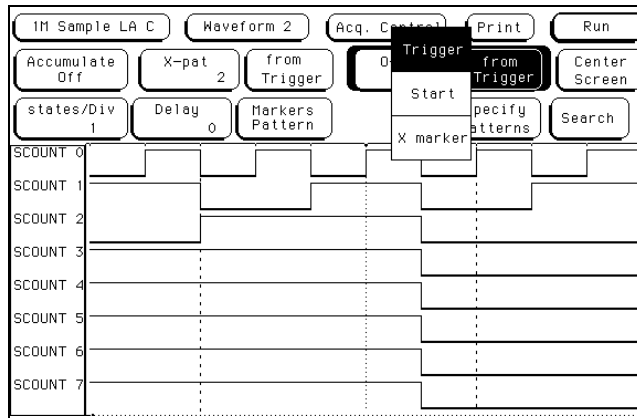 1M Sample LA C
Waveform 2
Acq. Control
Print
Run
Accumulate
Off
X-pat
2
from
Trigger
O-
from
Trigger
Center
Screen
Trigger
Start
X marker
states/Div
1
Delay
0
Markers
Pattern
pecify
atterns
Search
SCOUNT 0
SCOUNT 1
SCOUNT 2
SCOUNT 3
SCOUNT 4
SCOUNT 5
SCOUNT 6
SCOUNT 7